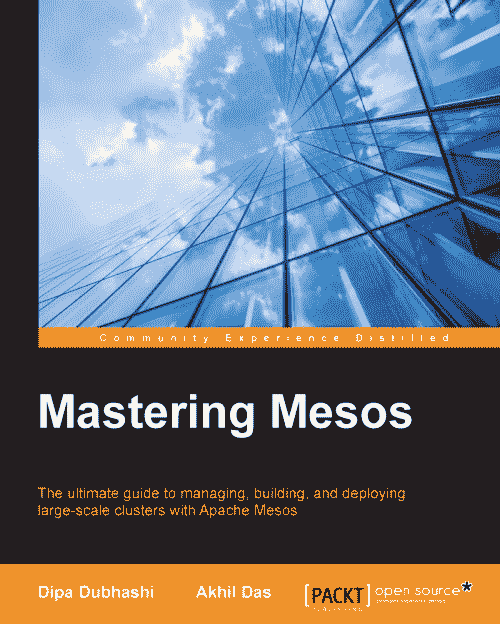 Community Experience Distilled
Mastering Mesos
The ultimate guide to managing, building, and deploying
large-scale clusters with Apache Mesos
Dipa Dubhashi Akhil Das
[PACKT] open source*
PUBLISHING